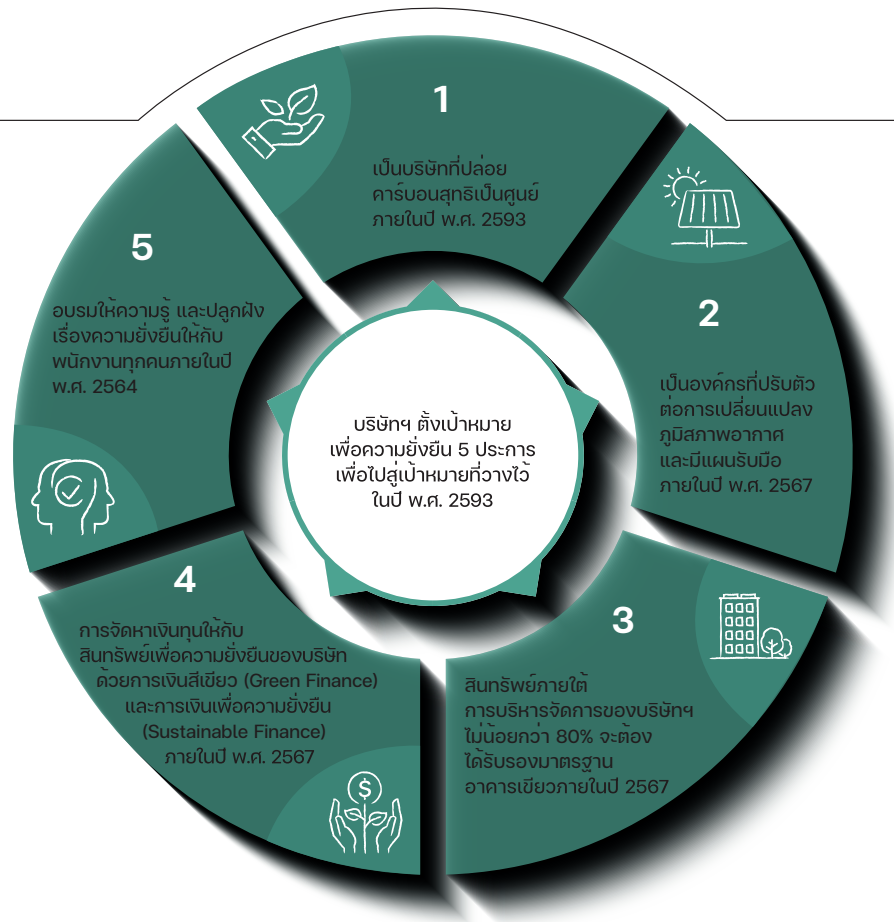 1
เป็นบริษัทที่ปล่อย
คาร์บอนสุทธิเป็นศูนย์
ภายในปี พ.ศ. 2593
2
เป็นองค์กรที่ปรับตัว
ต่อการเปลี่ยนแปลง
ภูมิสภาพอากาศ
และมีแผนรับมือ
ภายในปี พ.ศ. 2567
3
สินทรัพย์ภายใต้
การบริหารจัดการของบริษัทฯ
ไม่น้อยกว่า 80% จะต้อง
ได้รับรองมาตรฐาน
อาคารเขียวภายในปี 2567
4
การจัดหาเงินทุนให้กับ
สินทรัพย์เพื่อความยั่งยืนของบริษัท
ด้วยการเงินสีเขียว (Green Finance)
และการเงินเพื่อความยั่งยืน
(Sustainable Finance)
ภายในปี พ.ศ. 2567
5
อบรมให้ความรู้ และปลูกฝัง
เรื่องความยั่งยืนให้กับ
พนักงานทุกคนภายในปี
พ.ศ. 2564
บริษัทฯ ตั้งเป้าหมาย
เพื่อความยั่งยืน 5 ประการ
เพื่อไปสู่เป้าหมายที่วางไว้
ในปี พ.ศ. 2593
$